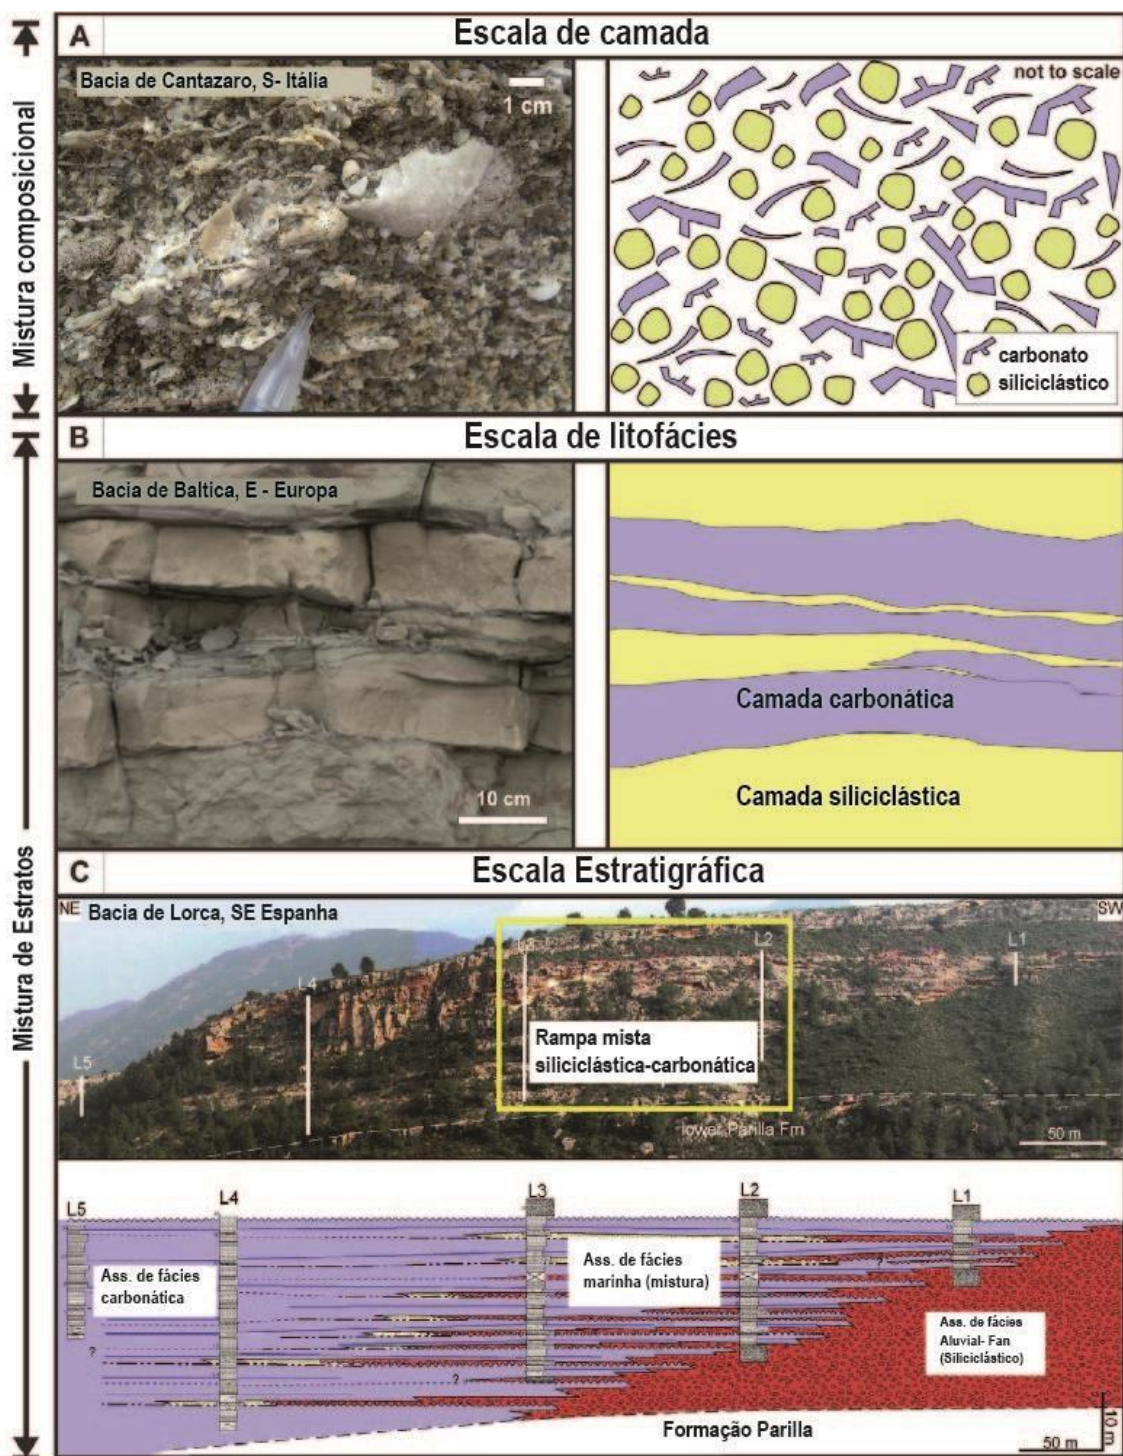 A
Escala de camada
Mistura composicional
Bacia de Cantazaro, S- Itália
1 cm
not to scale
carbonato
siliciclástico
B
Escala de litofácies
Mistura de Estratos
Bacia de Baltica, E - Europa
10 cm
Camada carbonática
Camada siliciclástica
C
Escala Estratigráfica
NE
Bacia de Lorca, SE Espanha
SW
L5
L4
L3
L2
L1
Rampa mista
siliciclástica-carbonática
lower Parilla Fm
50 m
L5
L4
L3
L2
L1
Ass. de fácies
carbonática
Ass. de fácies
marinha (mistura)
Ass. de fácies
Aluvial- Fan
(Siliciclástico)
?
?
?
Formação Parilla
10 m
50 m